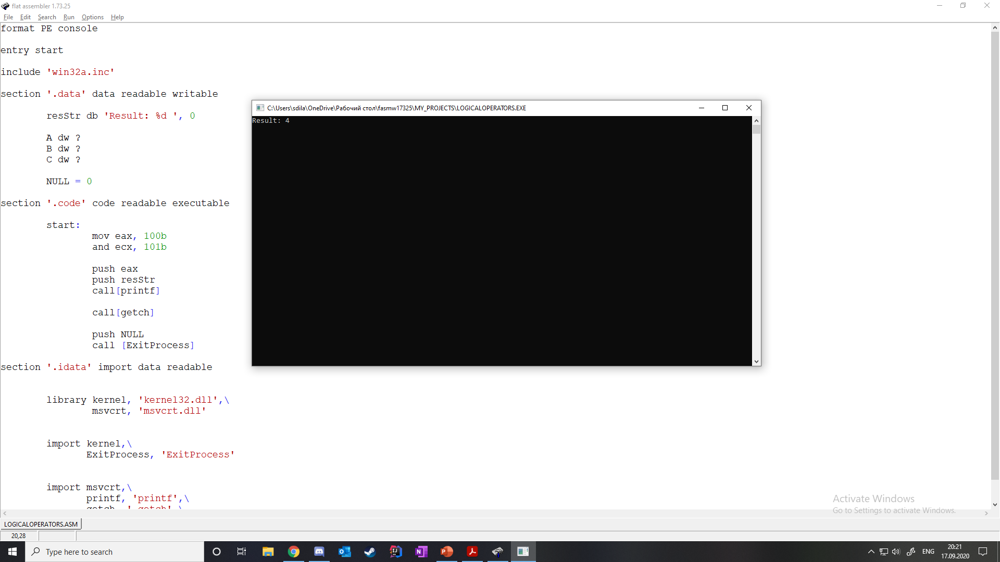 flat assembler 1.73.25
File Edit Search Run Options Help
format PE console
entry start
include 'win32a.inc'
section '.data' data readable writable
resStr db 'Result: %d ', 0
A dw ?
B dw ?
C dw ?
NULL = 0
section '.code' code readable executable
start:
mov eax, 100b
and ecx, 101b
push eax
push resStr
call[printf]
call[getch]
push NULL
call [ExitProcess]
section '.idata' import data readable
library kernel, 'kernel32.dll',\
msvcrt, 'msvcrt.dll'
import kernel,\
ExitProcess, 'ExitProcess'
import msvcrt,\
printf, 'printf',\
getch, '_getch',\
C:\Users\sdila\OneDrive\Рабочий стол\fasmw17325\MY_PROJECTS\LOGICALOPERATORS.EXE
Result: 4
Activate Windows
Go to Settings to activate Windows.
LOGICALOPERATORS.ASM
20,28
Type here to search
ENG
20:21
17.09.2020